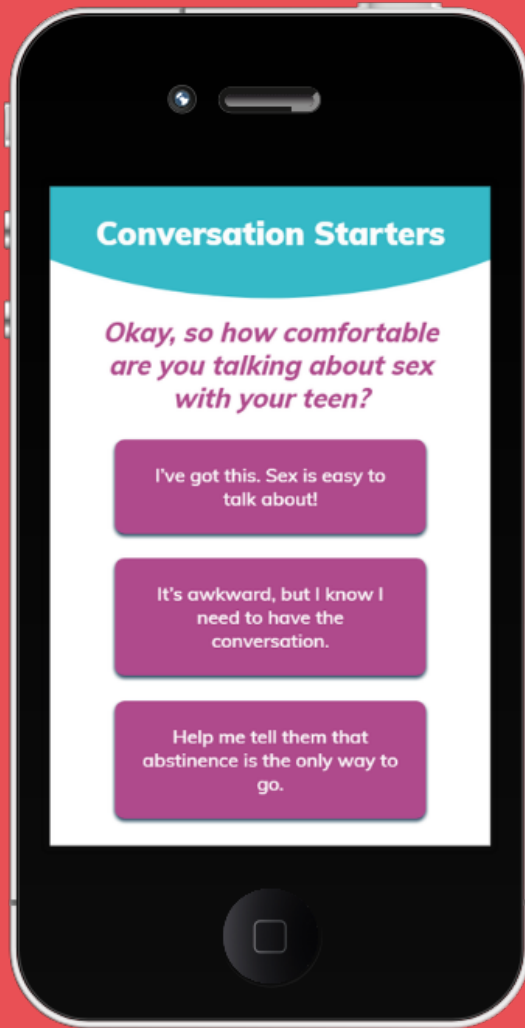 Conversation Starters
Okay, so how comfortable
are you talking about sex
with your teen?
I've got this. Sex is easy to
talk about!
It's awkward, but I know I
need to have the
conversation.
Help me tell them that
abstinence is the only way to
go.